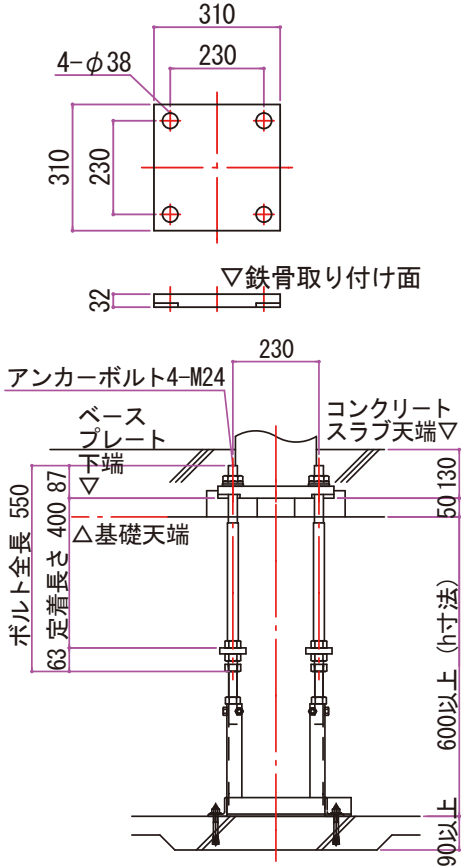 310
230
4-φ38
310
230
▽鉄骨取り付け面
32
230
アンカーボルト4-M24
ベース
プレート
下端
▽
コンクリート
スラブ天端▽
ボルト全長 550
63 定着長さ 400 87
△基礎天端
50 130
600以上 (h寸法)
90以上